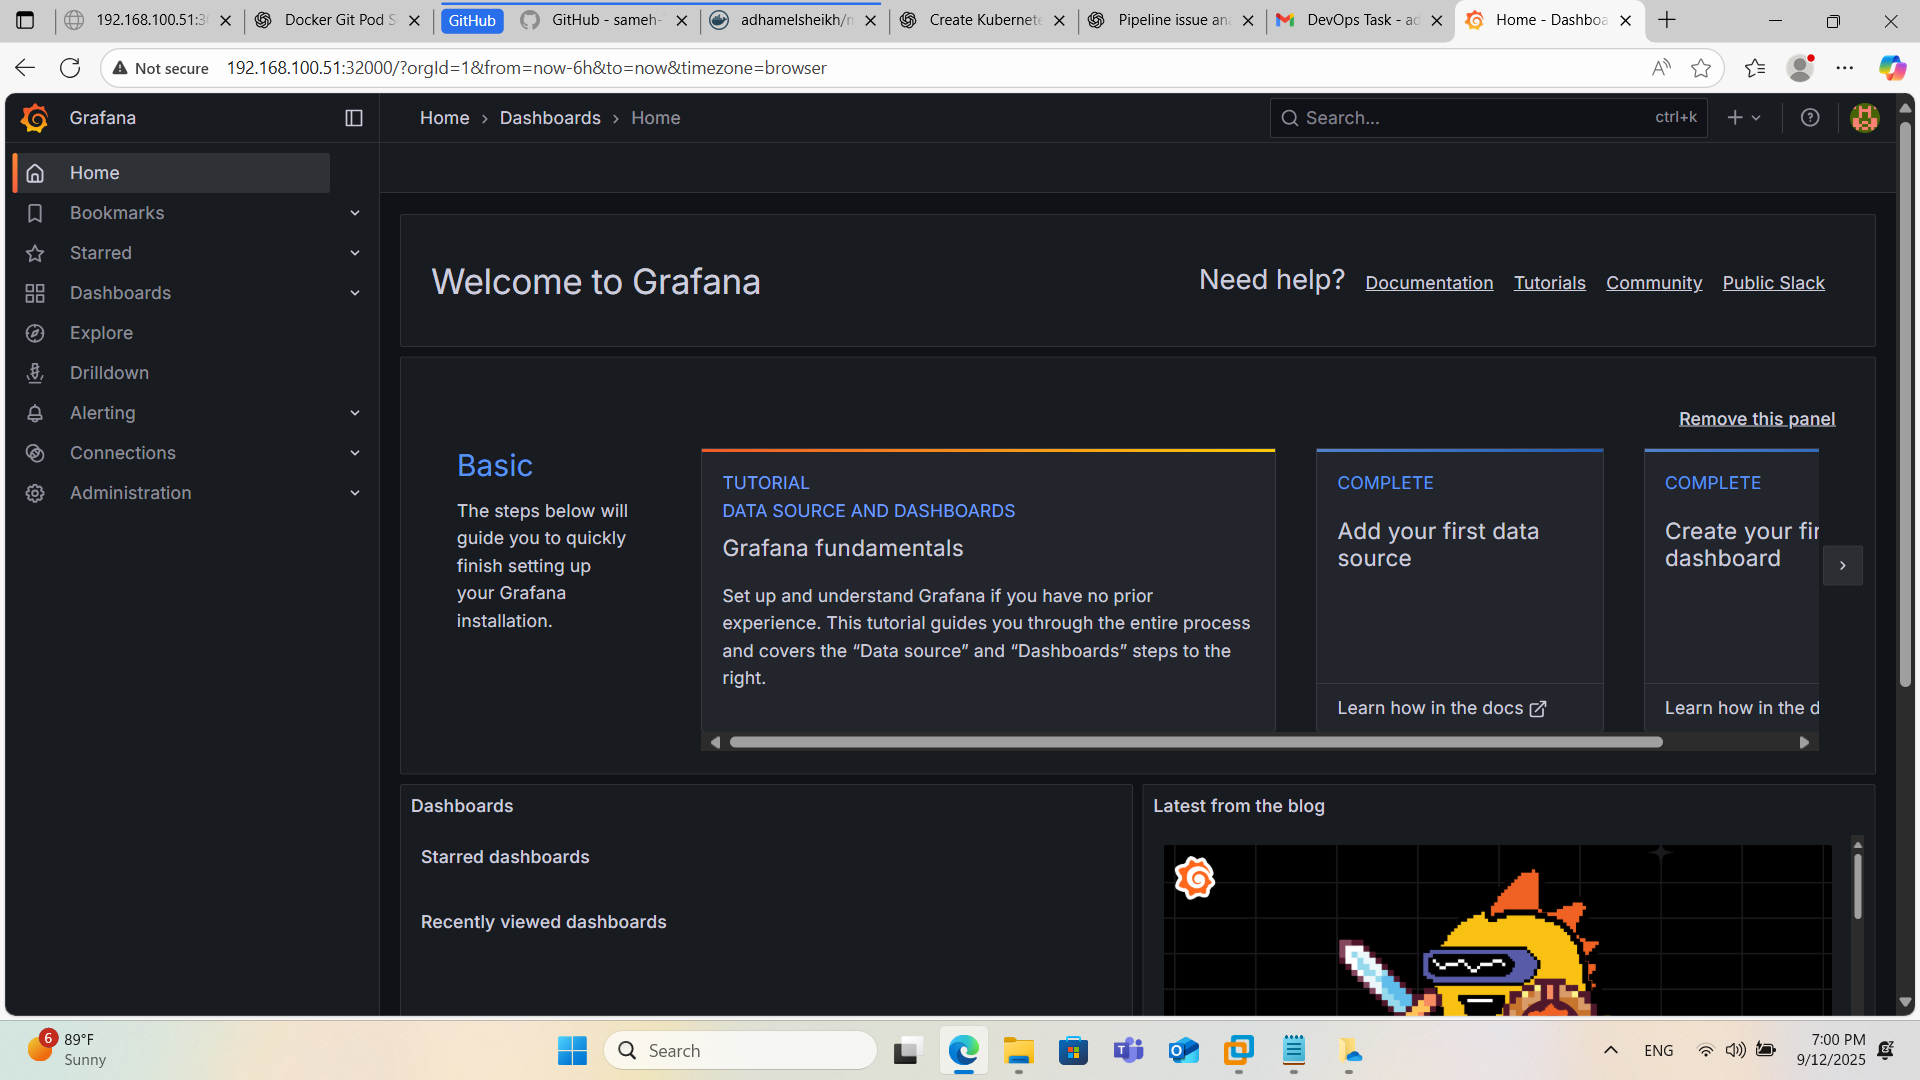 192.168.100.51:3
Docker Git Pod S
GitHub
GitHub - sameh-
adhamelsheikh/n
Create Kubernete
Pipeline issue an
DevOps Task - ad
Home - Dashboa
Not secure
192.168.100.51:32000/?orgId=1&from=now-6h&to=now&timezone=browser
Grafana
Home › Dashboards › Home
Search...
ctrl+k
Home
Bookmarks
Starred
Dashboards
Explore
Drilldown
Alerting
Connections
Administration
Welcome to Grafana
Need help?
Documentation
Tutorials
Community
Public Slack
Remove this panel
Basic
The steps below will
guide you to quickly
finish setting up
your Grafana
installation.
TUTORIAL
DATA SOURCE AND DASHBOARDS
Grafana fundamentals
Set up and understand Grafana if you have no prior
experience. This tutorial guides you through the entire process
and covers the “Data source” and “Dashboards” steps to the
right.
COMPLETE
Add your first data
source
Learn how in the docs
COMPLETE
Create your fir
dashboard
Learn how in the d
Dashboards
Starred dashboards
Recently viewed dashboards
Latest from the blog
6
89°F
Sunny
Search
ENG
7:00 PM
9/12/2025